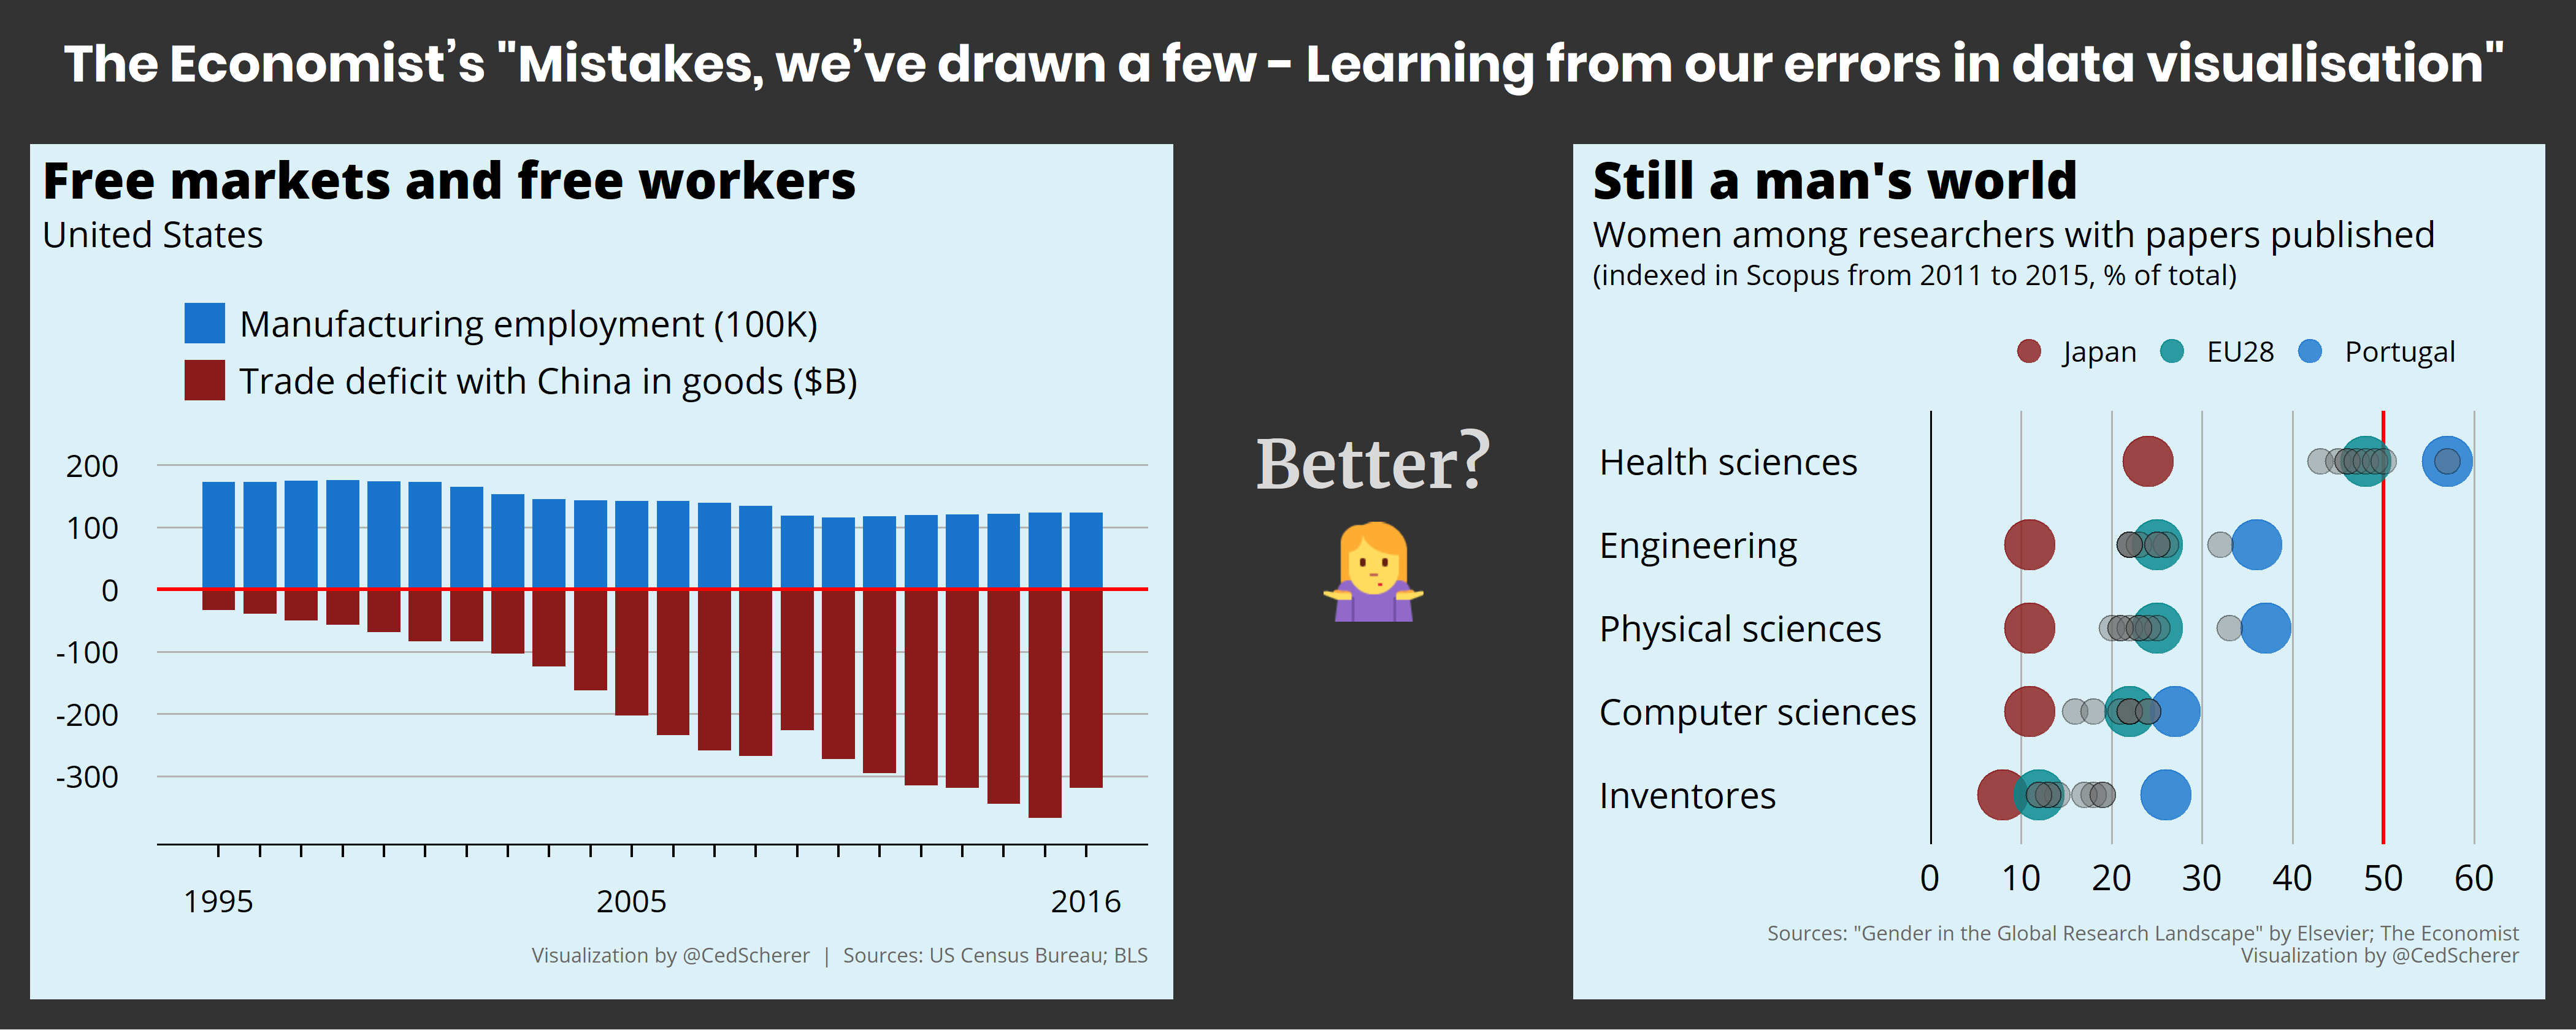 The Economist’s "Mistakes, we’ve drawn a few - Learning from our errors in data visualisation"
Free markets and free workers
United States
Manufacturing employment (100K)
Trade deficit with China in goods ($B)
200
100
0
-100
-200
-300
1995 2005 2016
Visualization by @CedScherer | Sources: US Census Bureau; BLS
Better?
Still a man's world
Women among researchers with papers published
(indexed in Scopus from 2011 to 2015, % of total)
Japan EU28 Portugal
Health sciences
Engineering
Physical sciences
Computer sciences
Inventores
0 10 20 30 40 50 60
Sources: "Gender in the Global Research Landscape" by Elsevier; The Economist
Visualization by @CedScherer